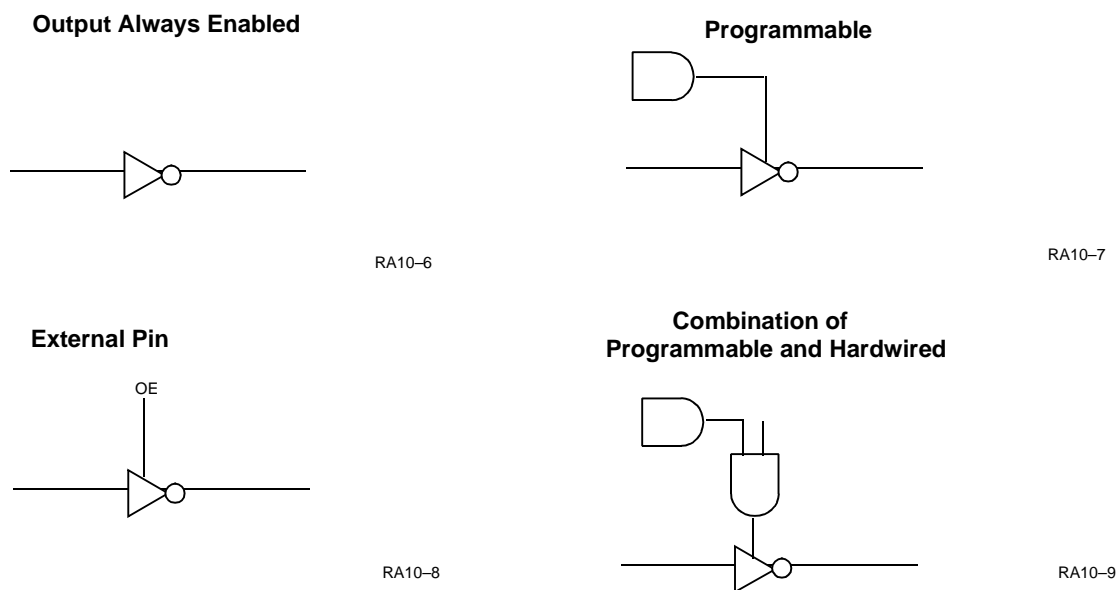 Output Always Enabled
Programmable
RA10–6
RA10–7
External Pin
Combination of
Programmable and Hardwired
OE
RA10–8
RA10–9